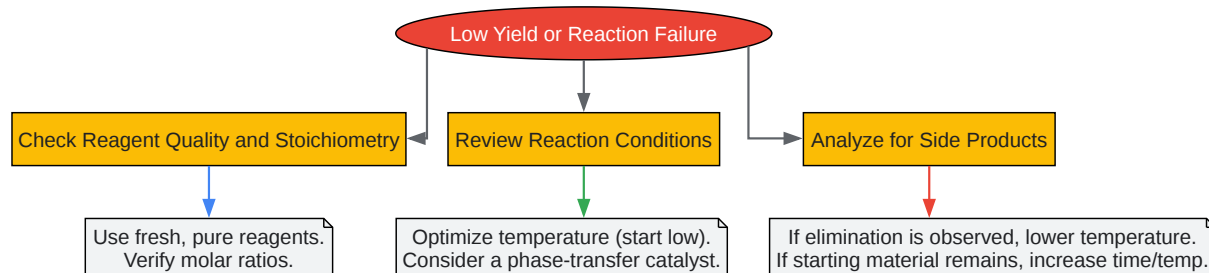 Low Yield or Reaction Failure
Check Reagent Quality and Stoichiometry
Review Reaction Conditions
Analyze for Side Products
Use fresh, pure reagents.
Verify molar ratios.
Optimize temperature (start low).
Consider a phase-transfer catalyst.
If elimination is observed, lower temperature.
If starting material remains, increase time/temp.